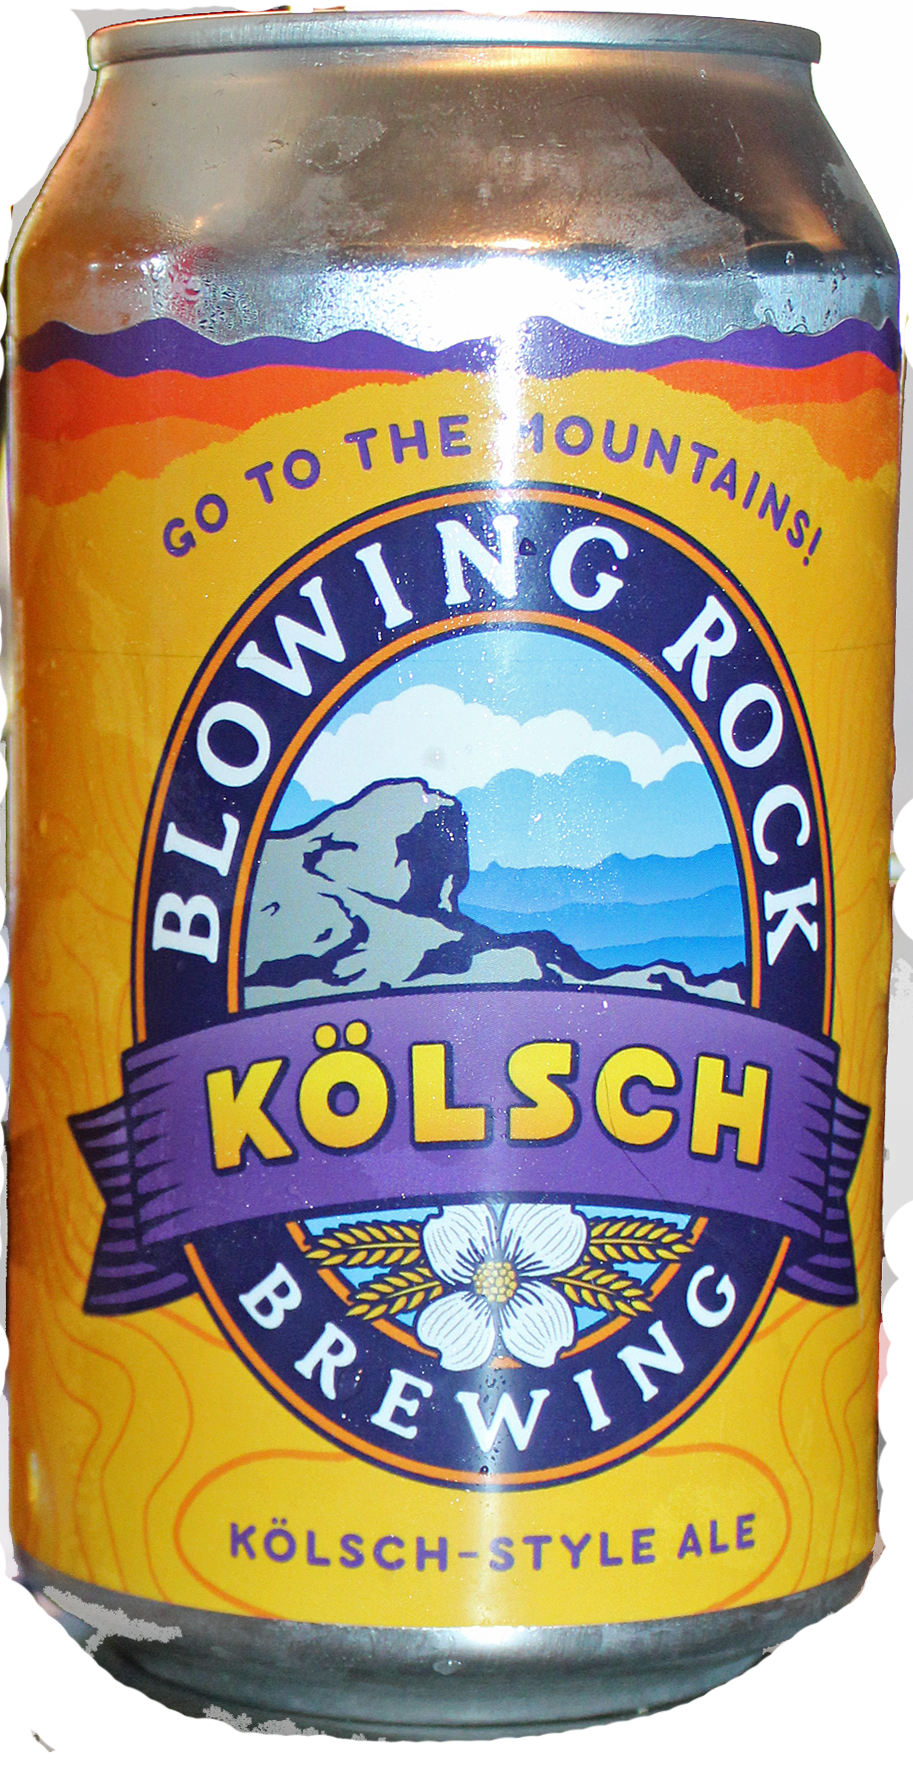 GO TO THE MOUNTAINS!
BLOWING ROCK
KÖLSCH
BREWING
KÖLSCH-STYLE ALE